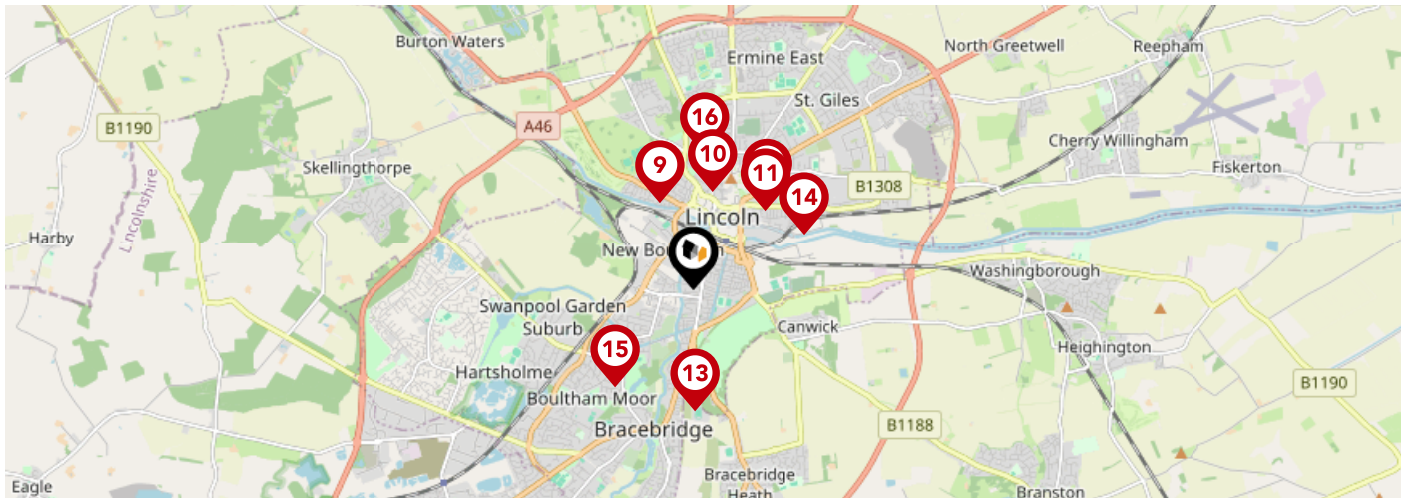 Burton Waters
North Greetwell
Reepham
Ermine East
St. Giles
B1190
A46
16
Cherry Willingham
Skellingthorpe
9
10
11
Fiskerton
B1308
14
Lincolnshire
Lincoln
Harby
Washingborough
Swanpool Garden
Suburb
Canwick
Heighington
15
13
Hartsholme
B1190
Boultham Moor
B1188
Bracebridge
Bracebridge
Heath
Eagle
Branston